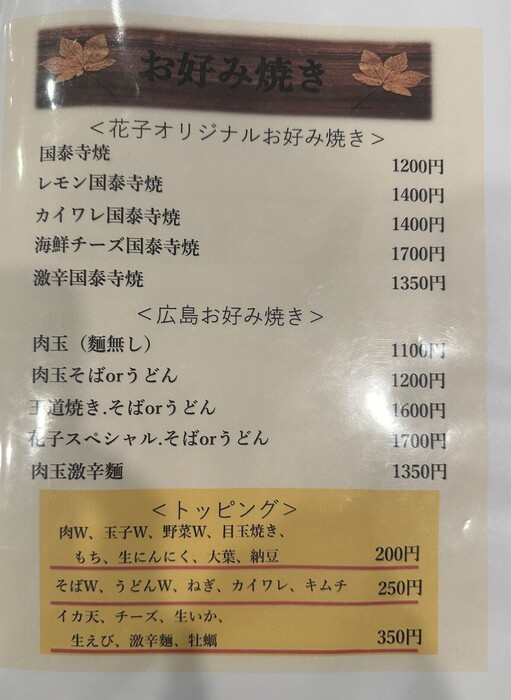 お好み焼き
＜花子オリジナルお好み焼き＞
国泰寺焼 1200円
レモン国泰寺焼 1400円
カイワレ国泰寺焼 1400円
海鮮チーズ国泰寺焼 1700円
激辛国泰寺焼 1350円
＜広島お好み焼き＞
肉玉（麺無し） 1100円
肉玉そばorうどん 1200円
王道焼き.そばorうどん 1600円
花子スペシャル.そばorうどん 1700円
肉玉激辛麵 1350円
＜トッピング＞
肉W、玉子W、野菜W、目玉焼き、
もち、生にんにく、大葉、納豆 200円
そばW、うどんW、ねぎ、カイワレ、キムチ 250円
イカ天、チーズ、生いか、
生えび、激辛麵、牡蠣 350円